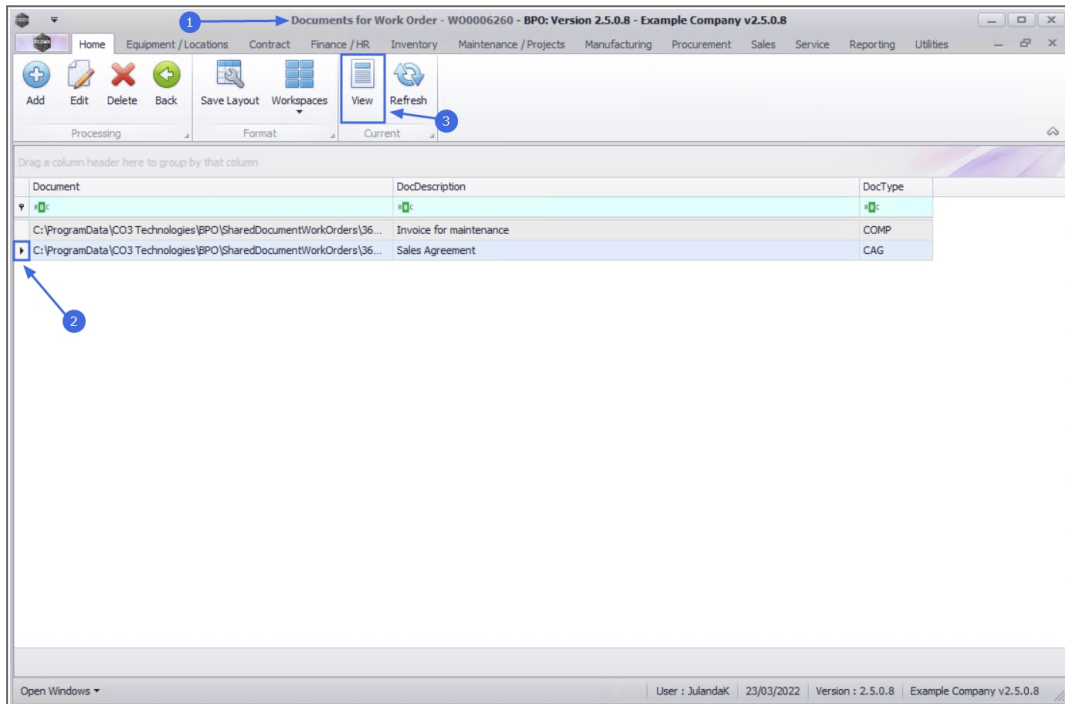 1
Documents for Work Order - WO0006260 - BPO: Version 2.5.0.8 - Example Company v2.5.0.8
Home Equipment / Locations Contract Finance / HR Inventory Maintenance / Projects Manufacturing Procurement Sales Service Reporting Utilities
Add Edit Delete Back Save Layout Workspaces View Refresh
3
Processing Format Current
Drag a column header here to group by that column
Document DocDescription DocType
C:\ProgramData\CO3 Technologies\BPO\SharedDocumentWorkOrders\36... Invoice for maintenance COMP
C:\ProgramData\CO3 Technologies\BPO\SharedDocumentWorkOrders\36... Sales Agreement CAG
2
Open Windows User : JulandaK 23/03/2022 Version : 2.5.0.8 Example Company v2.5.0.8